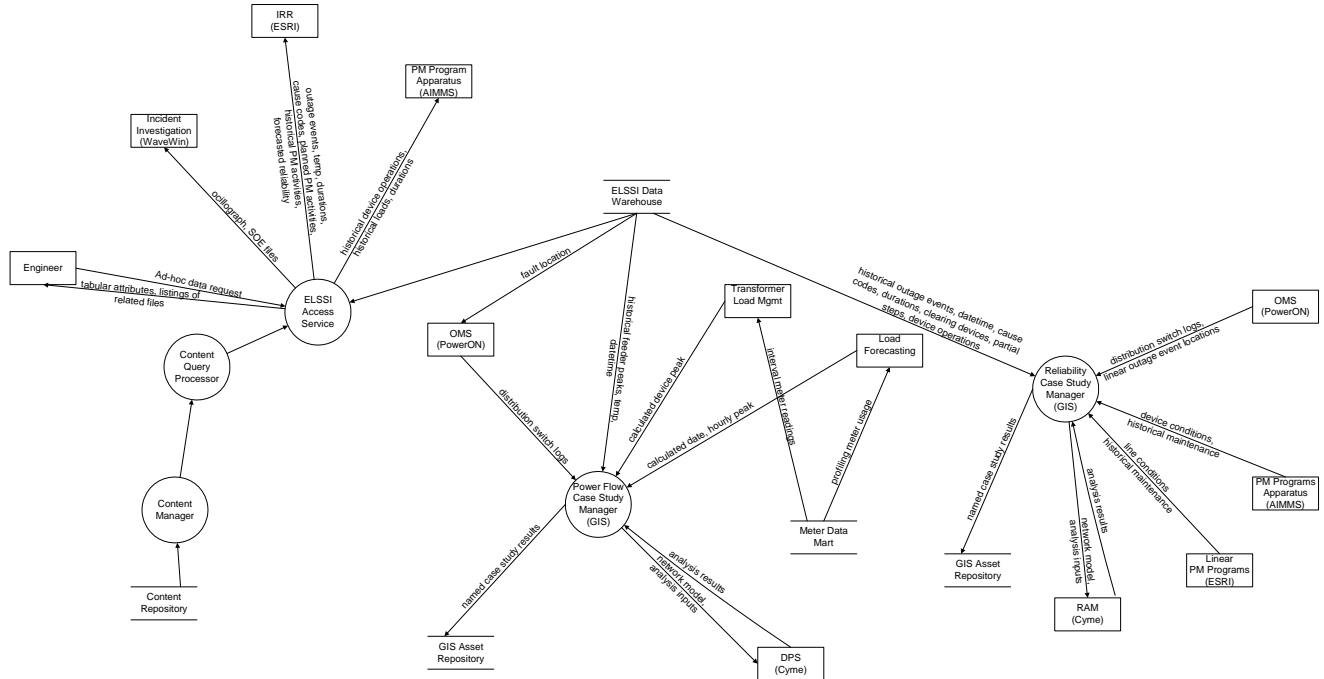 IRR
(ESRI)
PM Program
Apparatus
(AIMMS)
Incident
Investigation
(WaveWin)
outage events, temp, durations,
cause codes, planned PM activities,
historical PM activities,
forecasted reliability
historical device operations,
historical loads, durations
ocillograph, SOE files
Engineer
Ad-hoc data request
tabular attributes, listings of
related files
ELSSI
Access
Service
Content
Query
Processor
Content
Manager
Content
Repository
ELSSI Data
Warehouse
fault location
OMS
(PowerON)
distribution switch logs
historical feeder peaks, temp,
datetime
Transformer
Load Mgmt
calculated device peak
interval meter readings
Load
Forecasting
calculated date, hourly peak
profiling meter usage
Meter Data
Mart
Power Flow
Case Study
Manager
(GIS)
named case study results
GIS Asset
Repository
analysis results
network model,
analysis inputs
DPS
(Cyme)
historical outage events, datetime, cause
codes, durations, clearing devices, partial
steps, device operations
OMS
(PowerON)
distribution switch logs,
linear outage event locations
Reliability
Case Study
Manager
(GIS)
device conditions,
historical maintenance
line conditions
historical maintenance
PM Programs
Apparatus
(AIMMS)
Linear
PM Programs
(ESRI)
named case study results
GIS Asset
Repository
analysis results
network model,
analysis inputs
RAM
(Cyme)